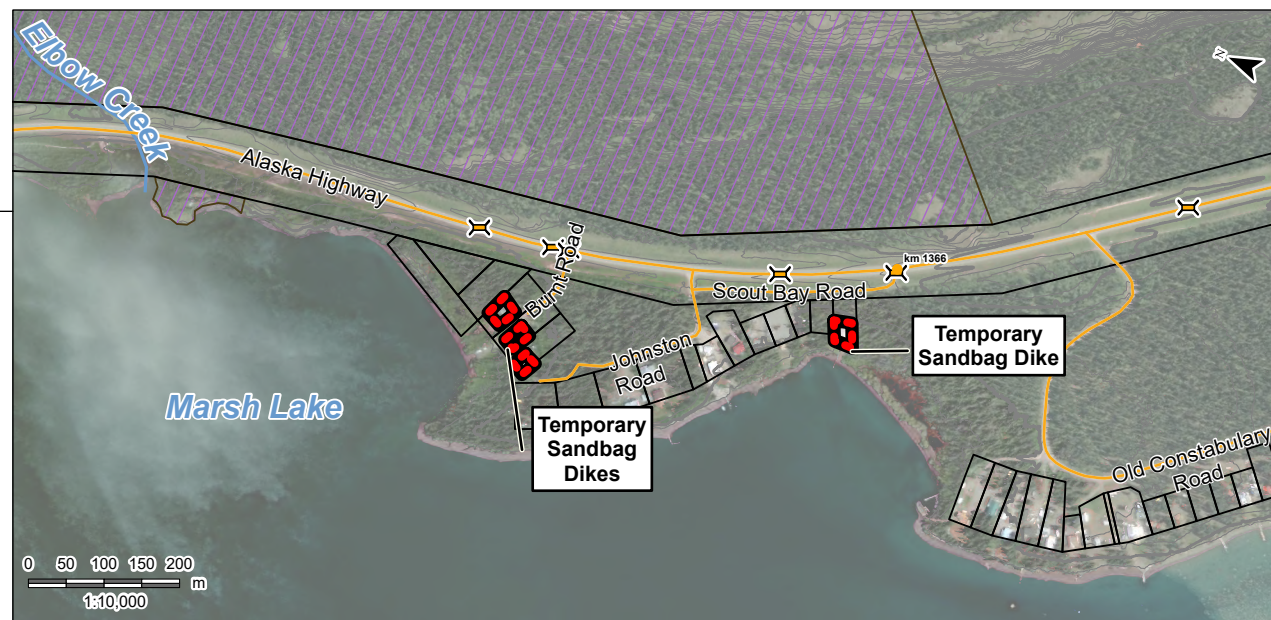 Elbow Creek
Alaska Highway
Burnt Road
km 1366
Scout Bay Road
Johnston
Road
Temporary
Sandbag Dike
Marsh Lake
Temporary
Sandbag
Dikes
Old Constabulary
Road
N
0 50 100 150 200
m
1:10,000